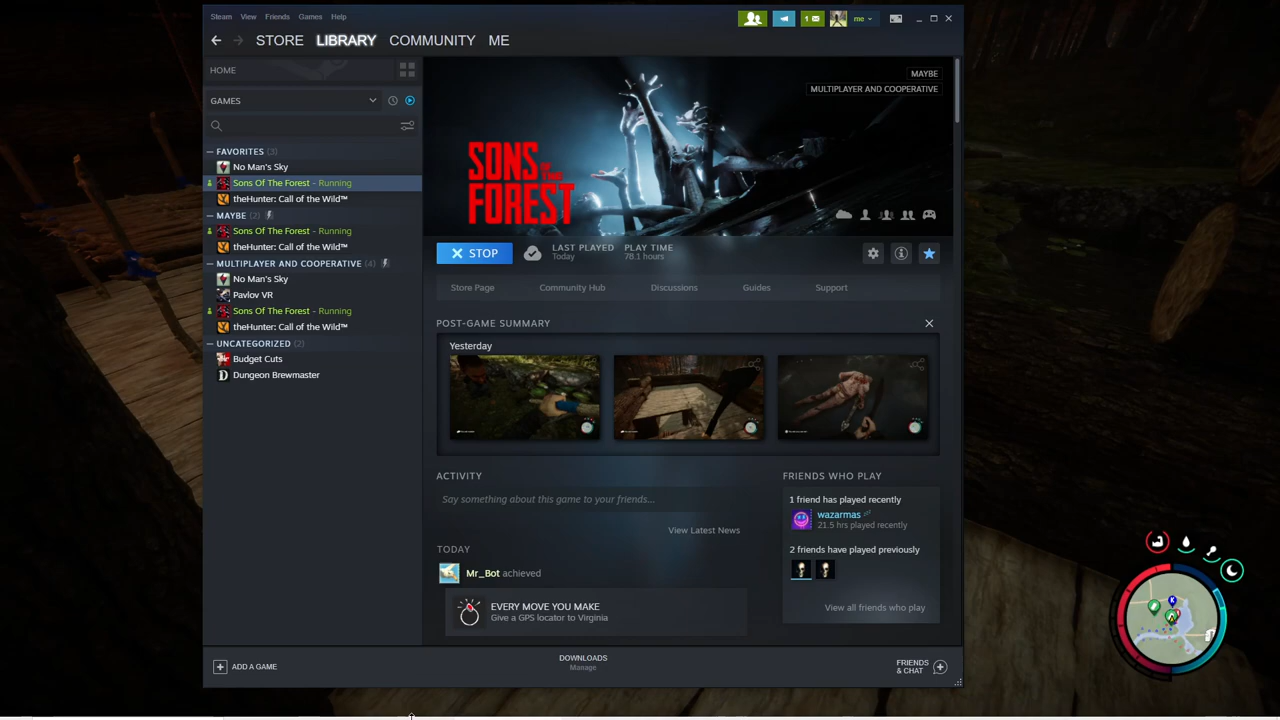 Steam View Friends Games Help
1
me
STORE LIBRARY COMMUNITY ME
HOME
GAMES
FAVORITES (3)
No Man's Sky
Sons Of The Forest - Running
theHunter: Call of the Wild™
MAYBE (2)
Sons Of The Forest - Running
theHunter: Call of the Wild™
MULTIPLAYER AND COOPERATIVE (4)
No Man's Sky
Pavlov VR
Sons Of The Forest - Running
theHunter: Call of the Wild™
UNCATEGORIZED (2)
Budget Cuts
Dungeon Brewmaster
MAYBE
MULTIPLAYER AND COOPERATIVE
SONS
OF THE
FOREST
STOP
LAST PLAYED
Today
PLAY TIME
78.1 hours
Store Page Community Hub Discussions Guides Support
POST-GAME SUMMARY
Yesterday
ACTIVITY
Say something about this game to your friends...
View Latest News
TODAY
Mr_Bot achieved
EVERY MOVE YOU MAKE
Give a GPS locator to Virginia
FRIENDS WHO PLAY
1 friend has played recently
wazarmas
21.5 hrs played recently
2 friends have played previously
View all friends who play
ADD A GAME
DOWNLOADS
Manage
FRIENDS
& CHAT
K